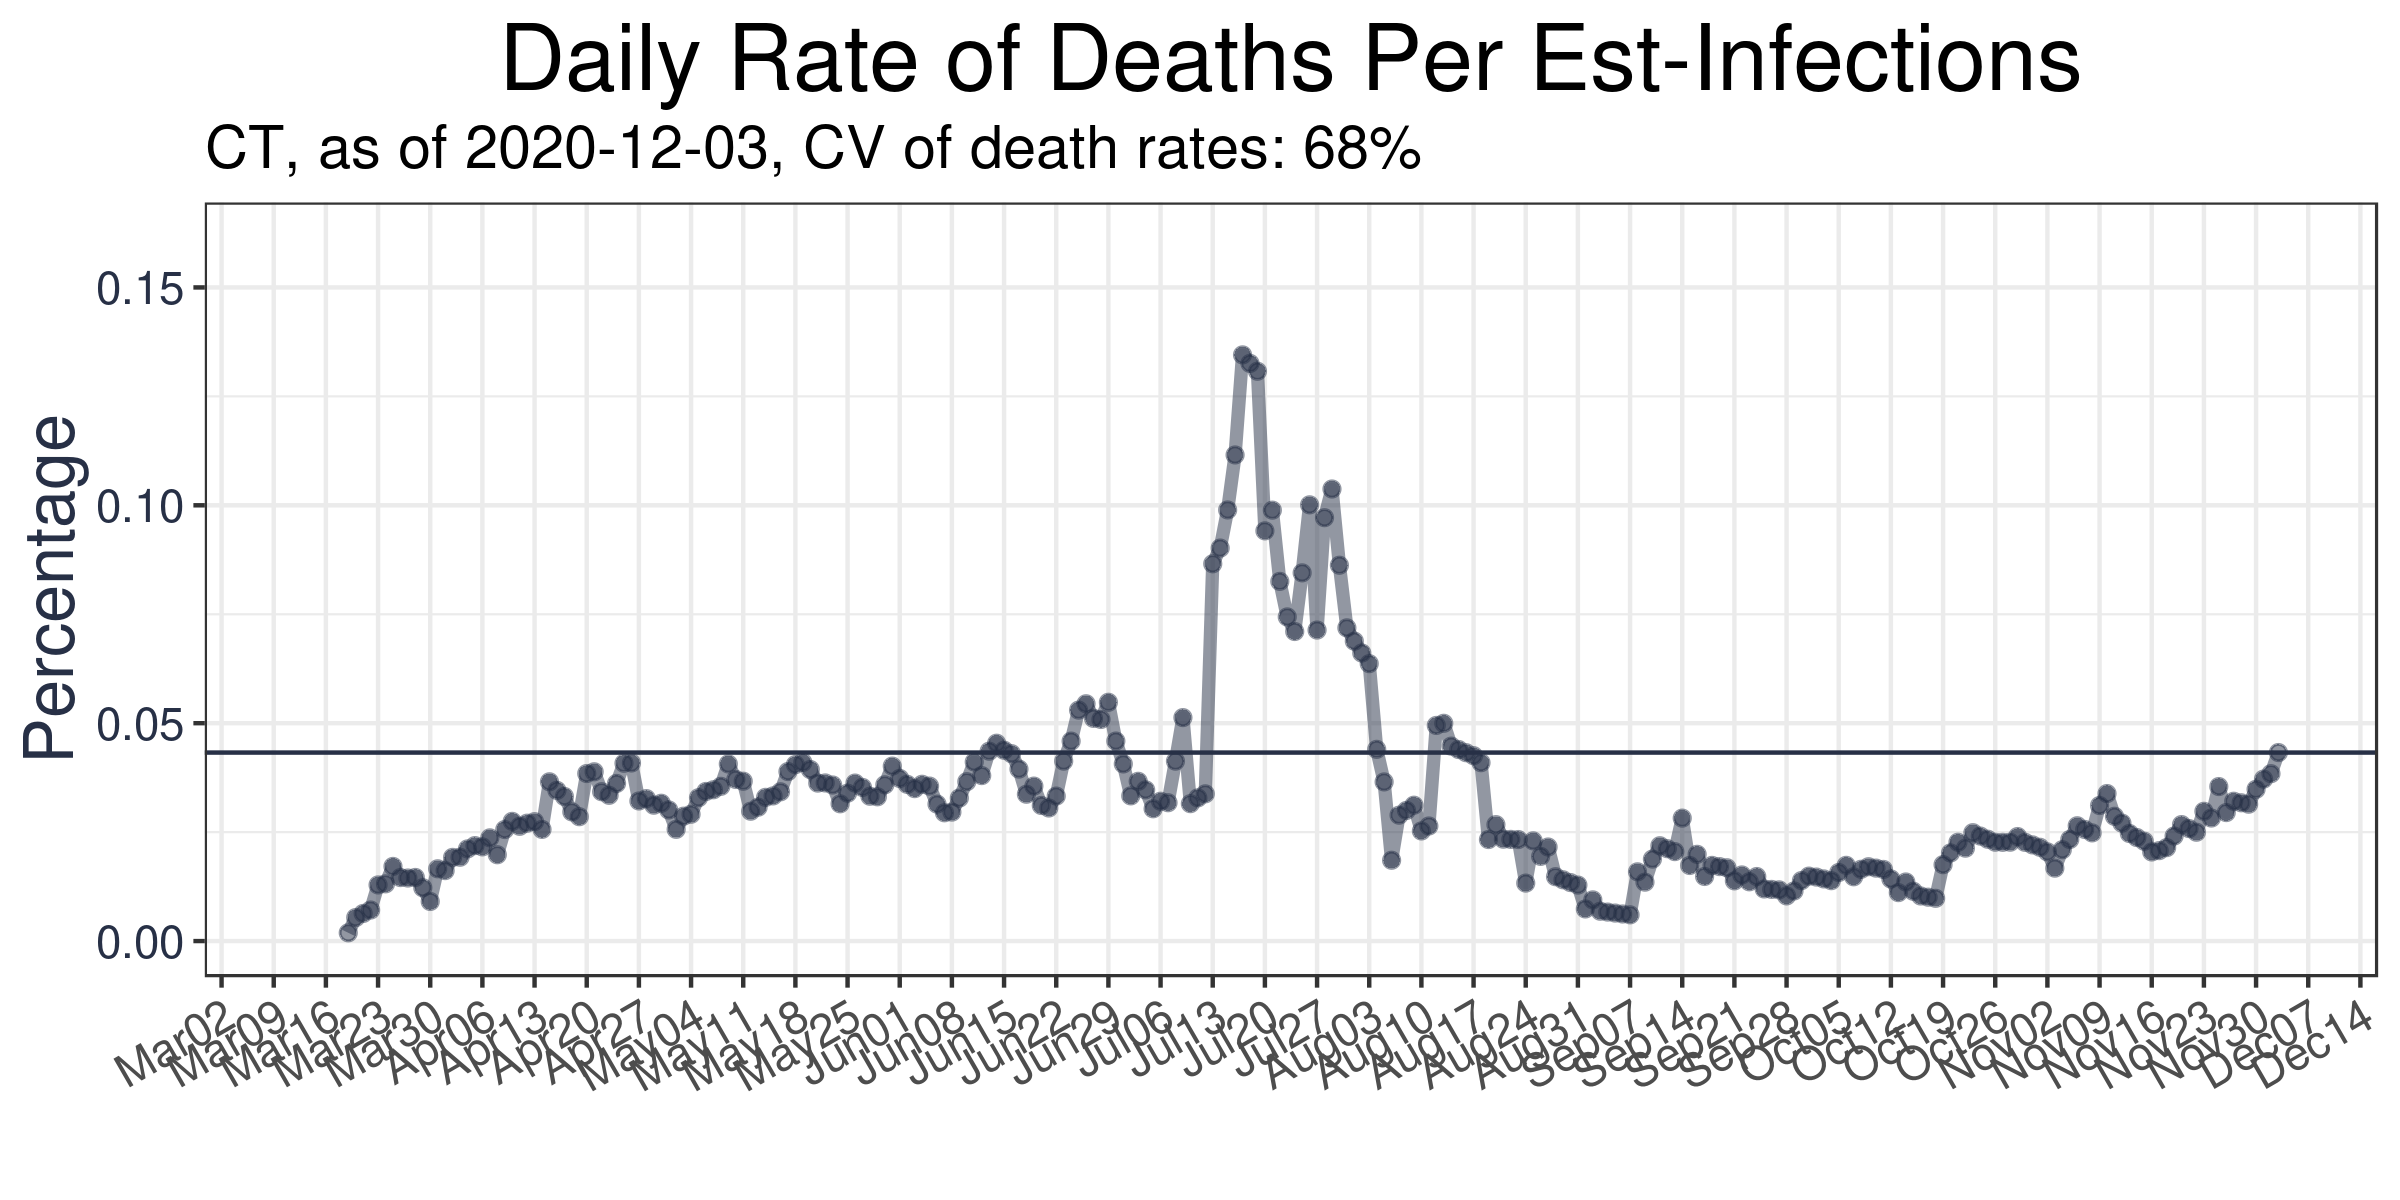 Daily Rate of Deaths Per Est-Infections
CT, as of 2020-12-03, CV of death rates: 68%
Percentage
0.15
0.10
0.05
0.00
Mar02
Mar09
Mar16
Mar23
Mar30
Apr06
Apr13
Apr20
Apr27
May04
May11
May18
May25
Jun01
Jun08
Jun15
Jun22
Jun29
Jul06
Jul13
Jul20
Jul27
Aug03
Aug10
Aug17
Aug24
Aug31
Sep07
Sep14
Sep21
Sep28
Oct05
Oct12
Oct19
Oct26
Nov02
Nov09
Nov16
Nov23
Nov30
Dec07
Dec14